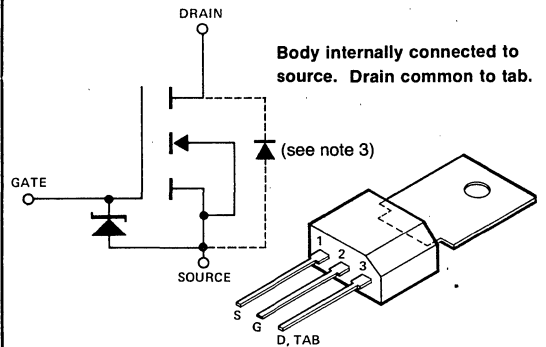 DRAIN
Body internally connected to
source. Drain common to tab.
(see note 3)
GATE
SOURCE
1
2
3
S
G
D, TAB